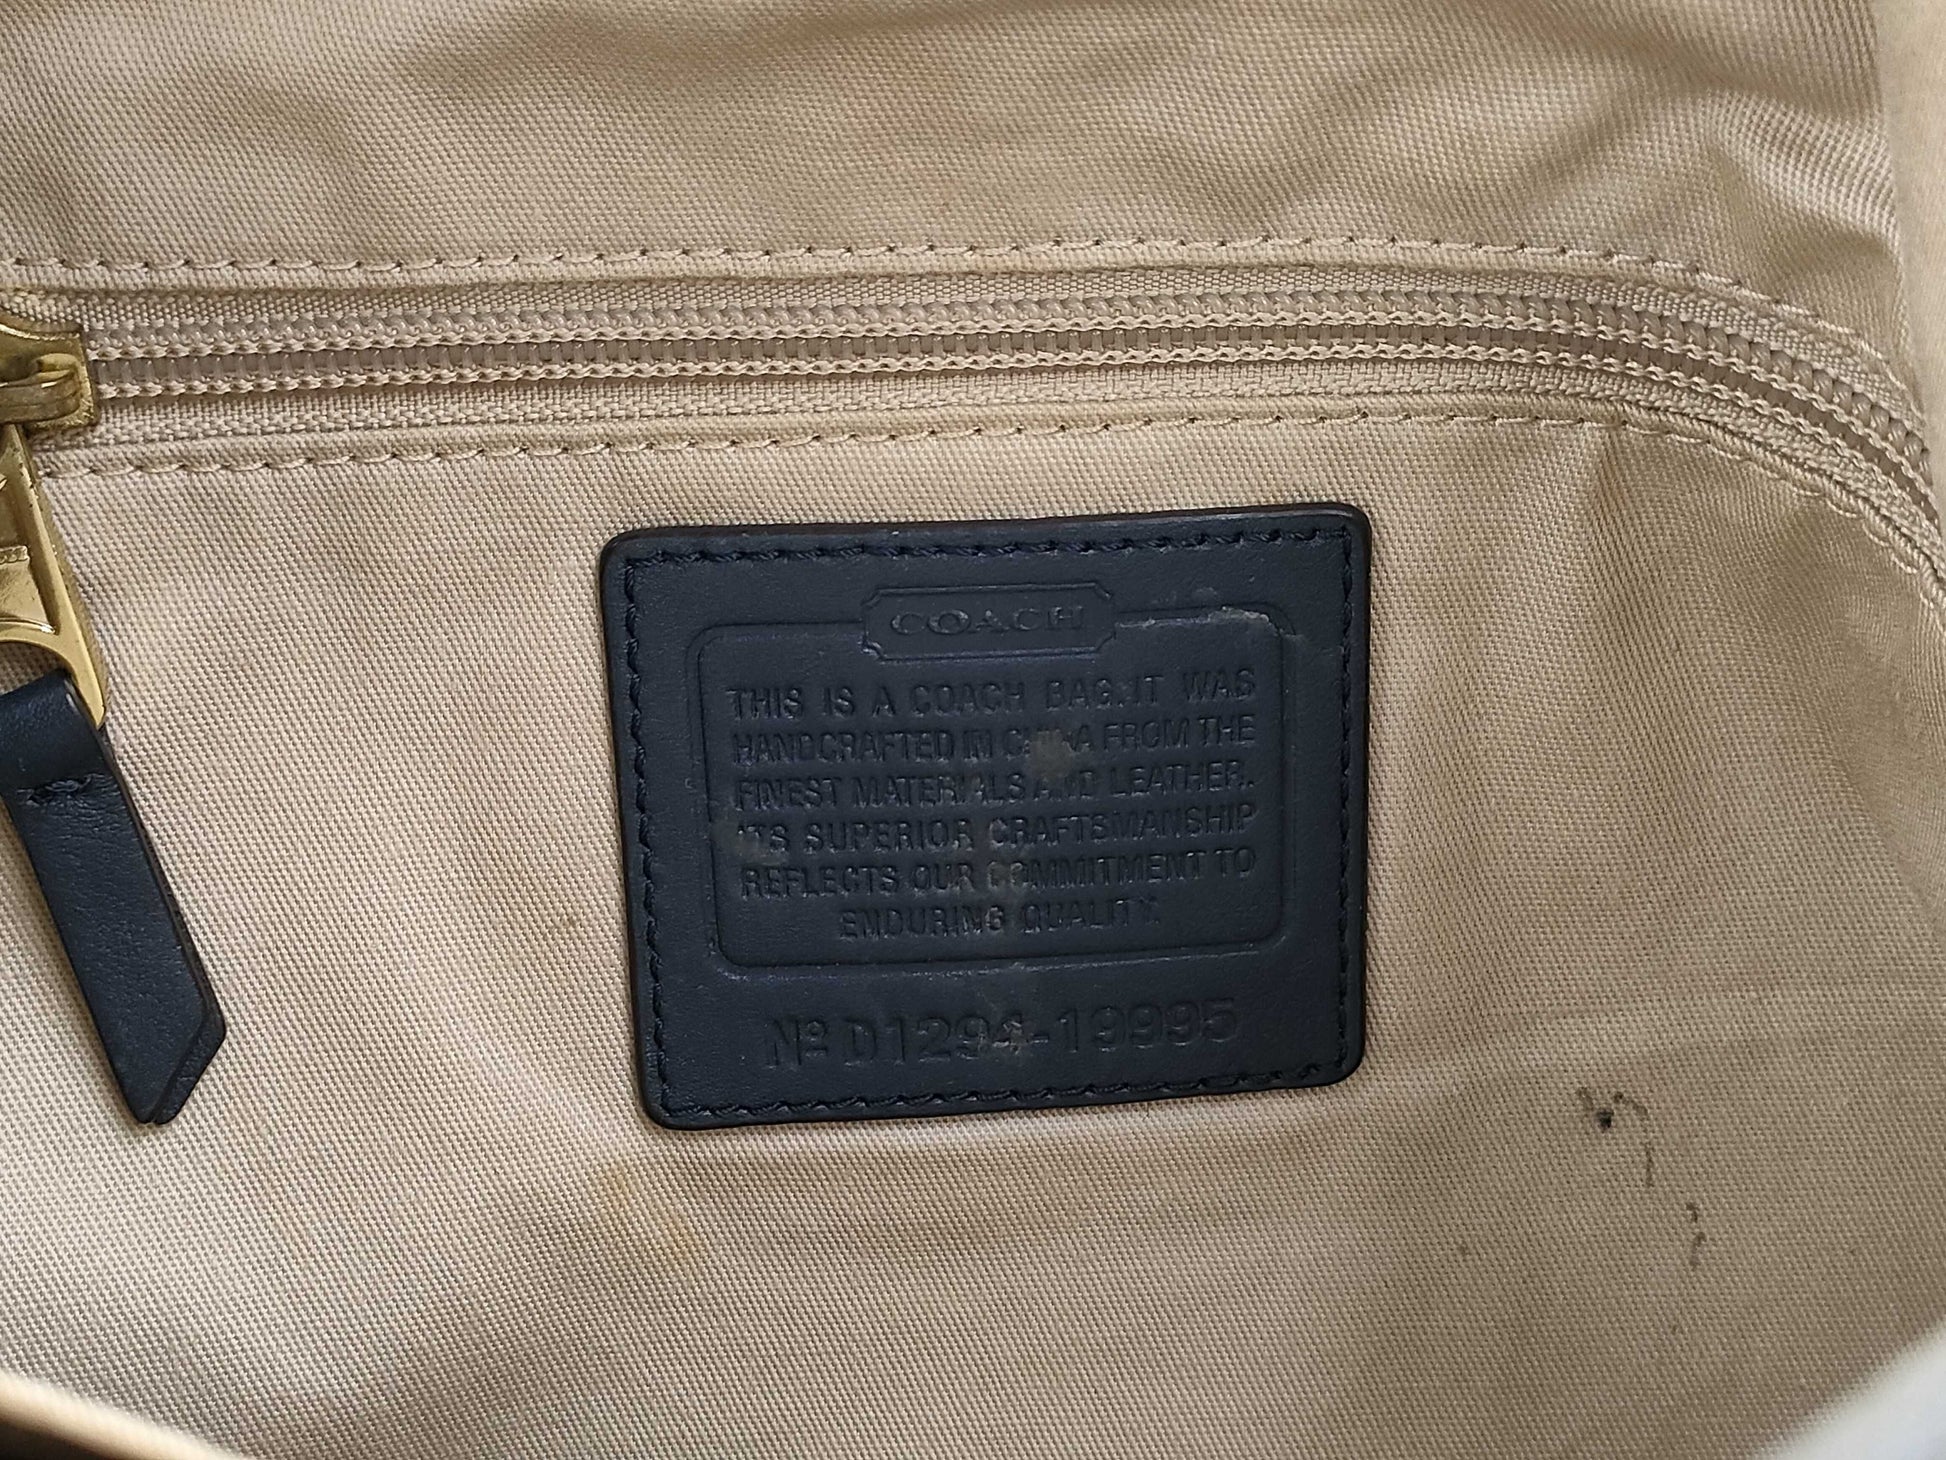 COACH
THIS IS A COACH BAG. IT WAS
HANDCRAFTED IN CHINA FROM THE
FINEST MATERIALS AND LEATHER.
ITS SUPERIOR CRAFTSMANSHIP
REFLECTS OUR COMMITMENT TO
ENDURING QUALITY.
Nº D1294-19995